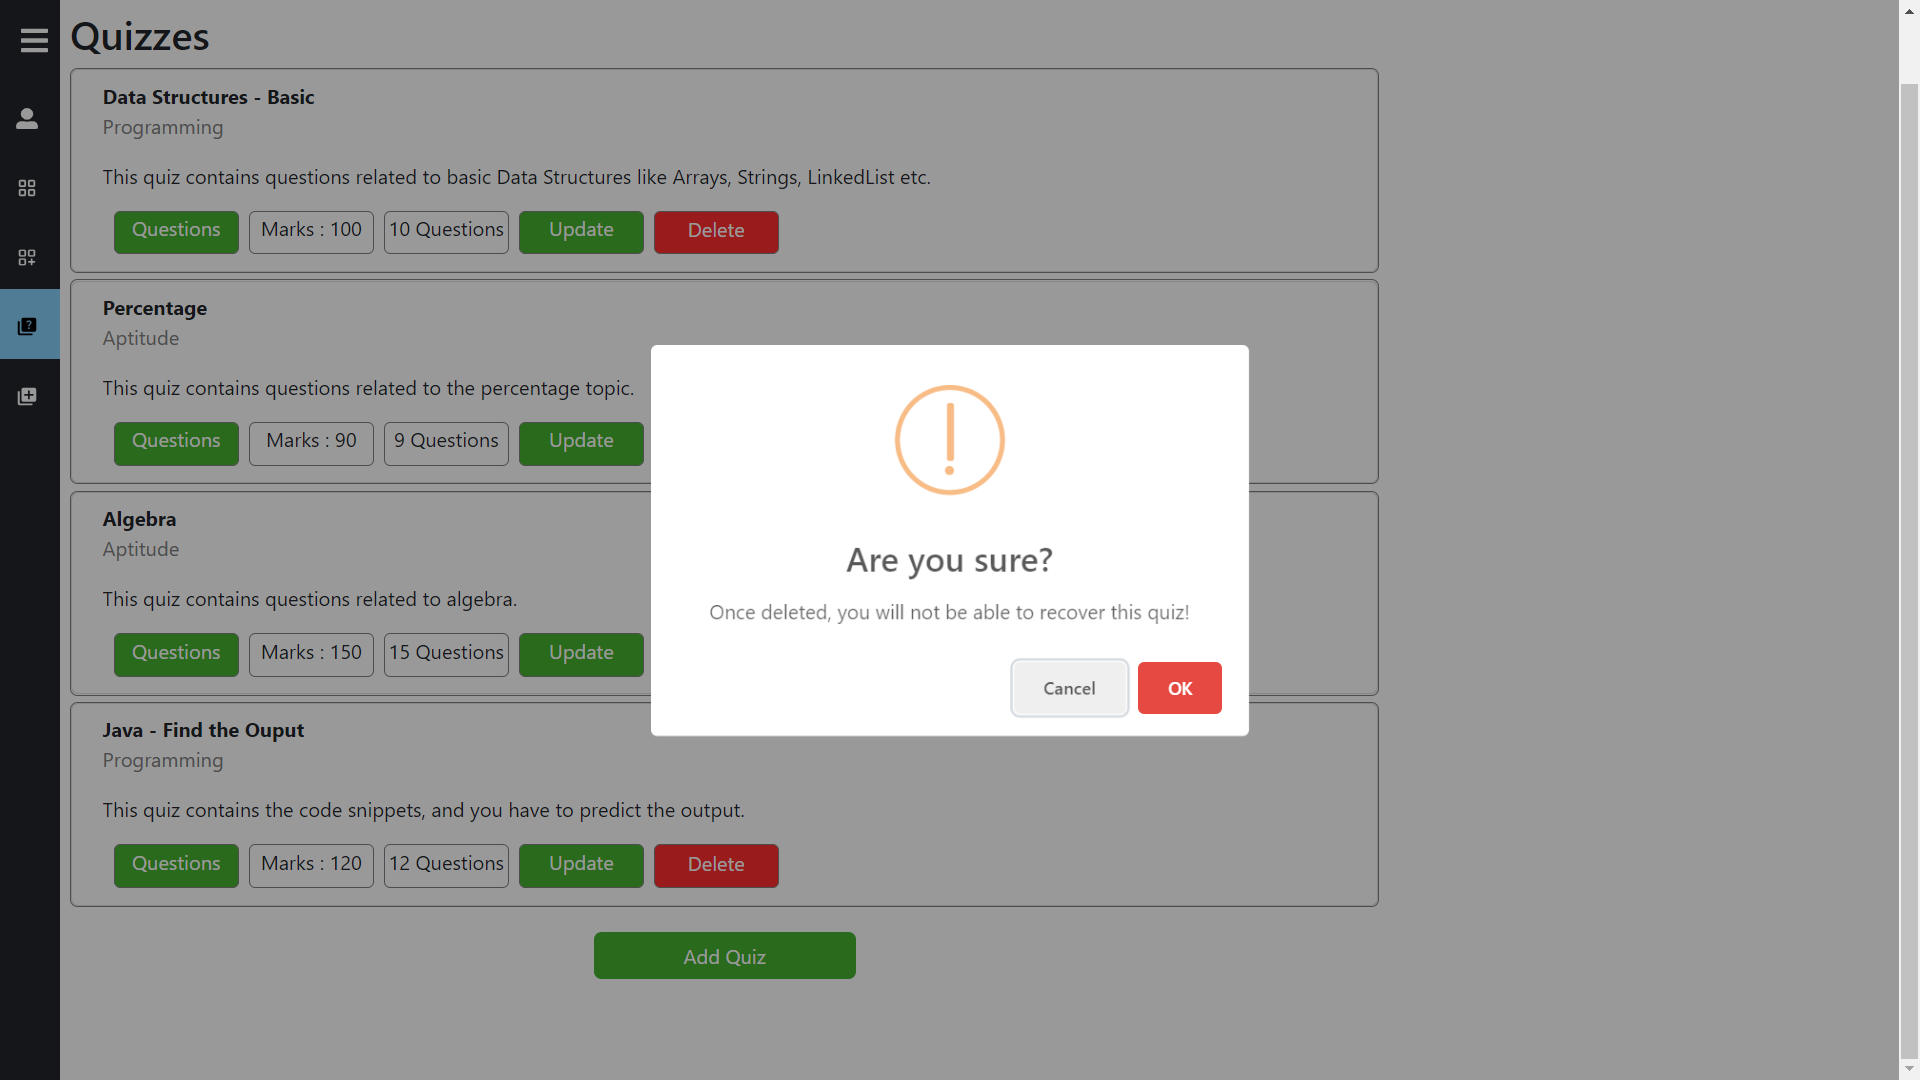 Quizzes
Data Structures - Basic
Programming
This quiz contains questions related to basic Data Structures like Arrays, Strings, LinkedList etc.
Questions Marks : 100 10 Questions Update Delete
Percentage
Aptitude
This quiz contains questions related to the percentage topic.
Questions Marks : 90 9 Questions Update
Algebra
Aptitude
This quiz contains questions related to algebra.
Questions Marks : 150 15 Questions Update
Java - Find the Ouput
Programming
This quiz contains the code snippets, and you have to predict the output.
Questions Marks : 120 12 Questions Update Delete
Add Quiz
Are you sure?
Once deleted, you will not be able to recover this quiz!
Cancel OK